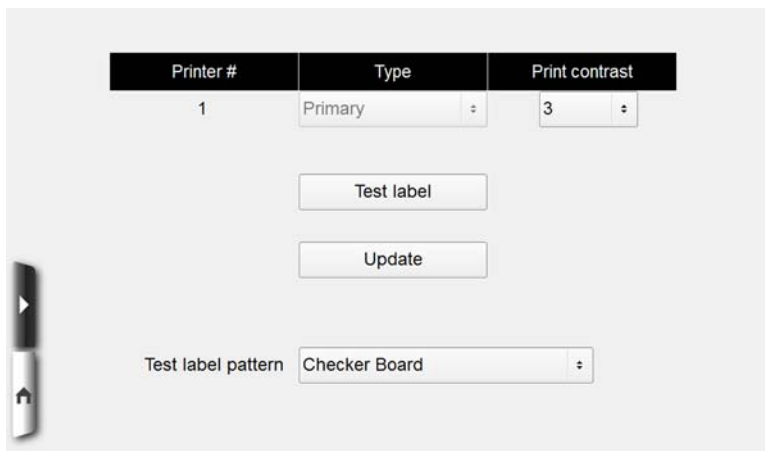 Printer # Type Print contrast
1 Primary 3
Test label
Update
Test label pattern Checker Board